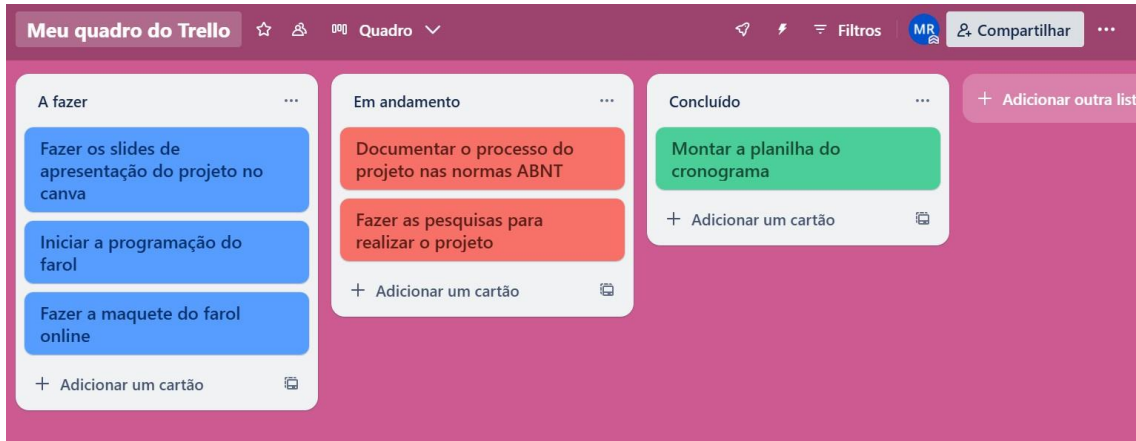 Meu quadro do Trello
Quadro
Filtros
MR
Compartilhar
A fazer
Fazer os slides de
apresentação do projeto no
canva
Iniciar a programação do
farol
Fazer a maquete do farol
online
+ Adicionar um cartão
Em andamento
Documentar o processo do
projeto nas normas ABNT
Fazer as pesquisas para
realizar o projeto
+ Adicionar um cartão
Concluído
Montar a planilha do
cronograma
+ Adicionar um cartão
+ Adicionar outra list